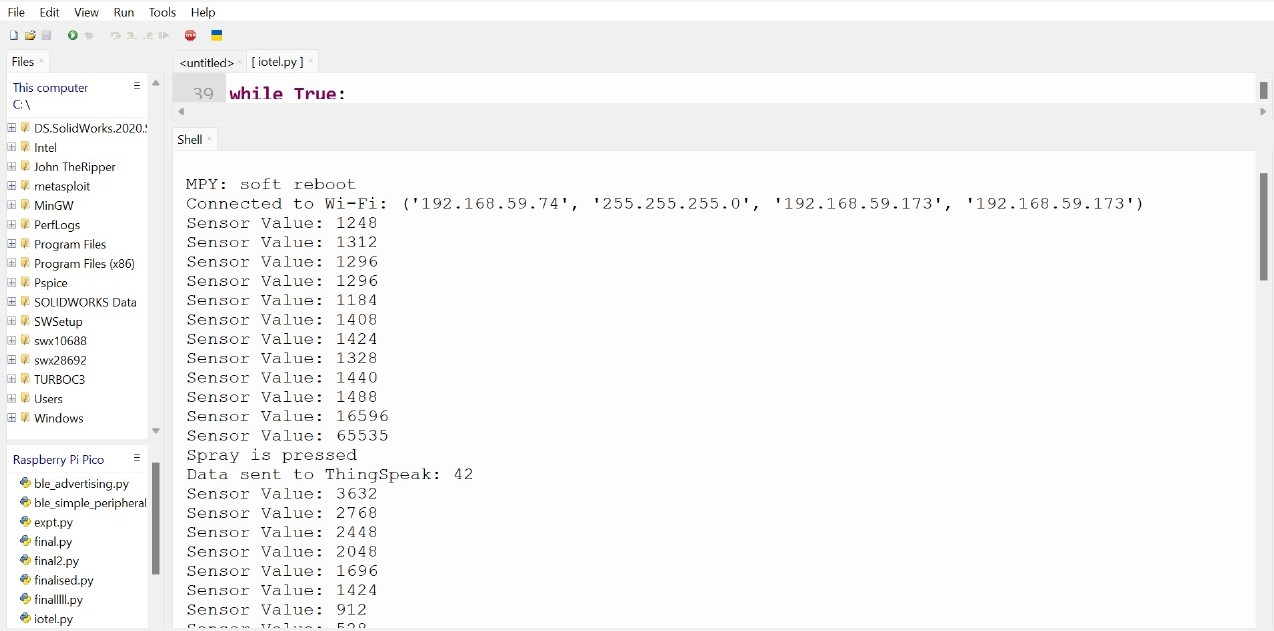 File Edit View Run Tools Help
Files
This computer
C:\
DS.SolidWorks.2020.
Intel
John TheRipper
metasploit
MinGW
PerfLogs
Program Files
Program Files (x86)
Pspice
SOLIDWORKS Data
SWSetup
swx10688
swx28692
TURBOC3
Users
Windows
Raspberry Pi Pico
ble_advertising.py
ble_simple_peripheral
expt.py
final.py
final2.py
finalised.py
finalllll.py
iotel.py
<untitled> [ iotel.py ]
39 while True:
Shell
MPY: soft reboot
Connected to Wi-Fi: ('192.168.59.74', '255.255.255.0', '192.168.59.173', '192.168.59.173')
Sensor Value: 1248
Sensor Value: 1312
Sensor Value: 1296
Sensor Value: 1296
Sensor Value: 1184
Sensor Value: 1408
Sensor Value: 1424
Sensor Value: 1328
Sensor Value: 1440
Sensor Value: 1488
Sensor Value: 16596
Sensor Value: 65535
Spray is pressed
Data sent to ThingSpeak: 42
Sensor Value: 3632
Sensor Value: 2768
Sensor Value: 2448
Sensor Value: 2048
Sensor Value: 1696
Sensor Value: 1424
Sensor Value: 912
Sensor Value: 528